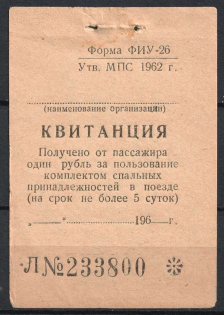 Форма ФИУ-26
Утв. МПС 1962 г.
(наименование организации)
КВИТАНЦИЯ
Получено от пассажира
один рубль за пользование
комплектом спальных
принадлежностей в поезде
(на срок не более 5 суток)
„ “ 196 г.
Л№233800 *